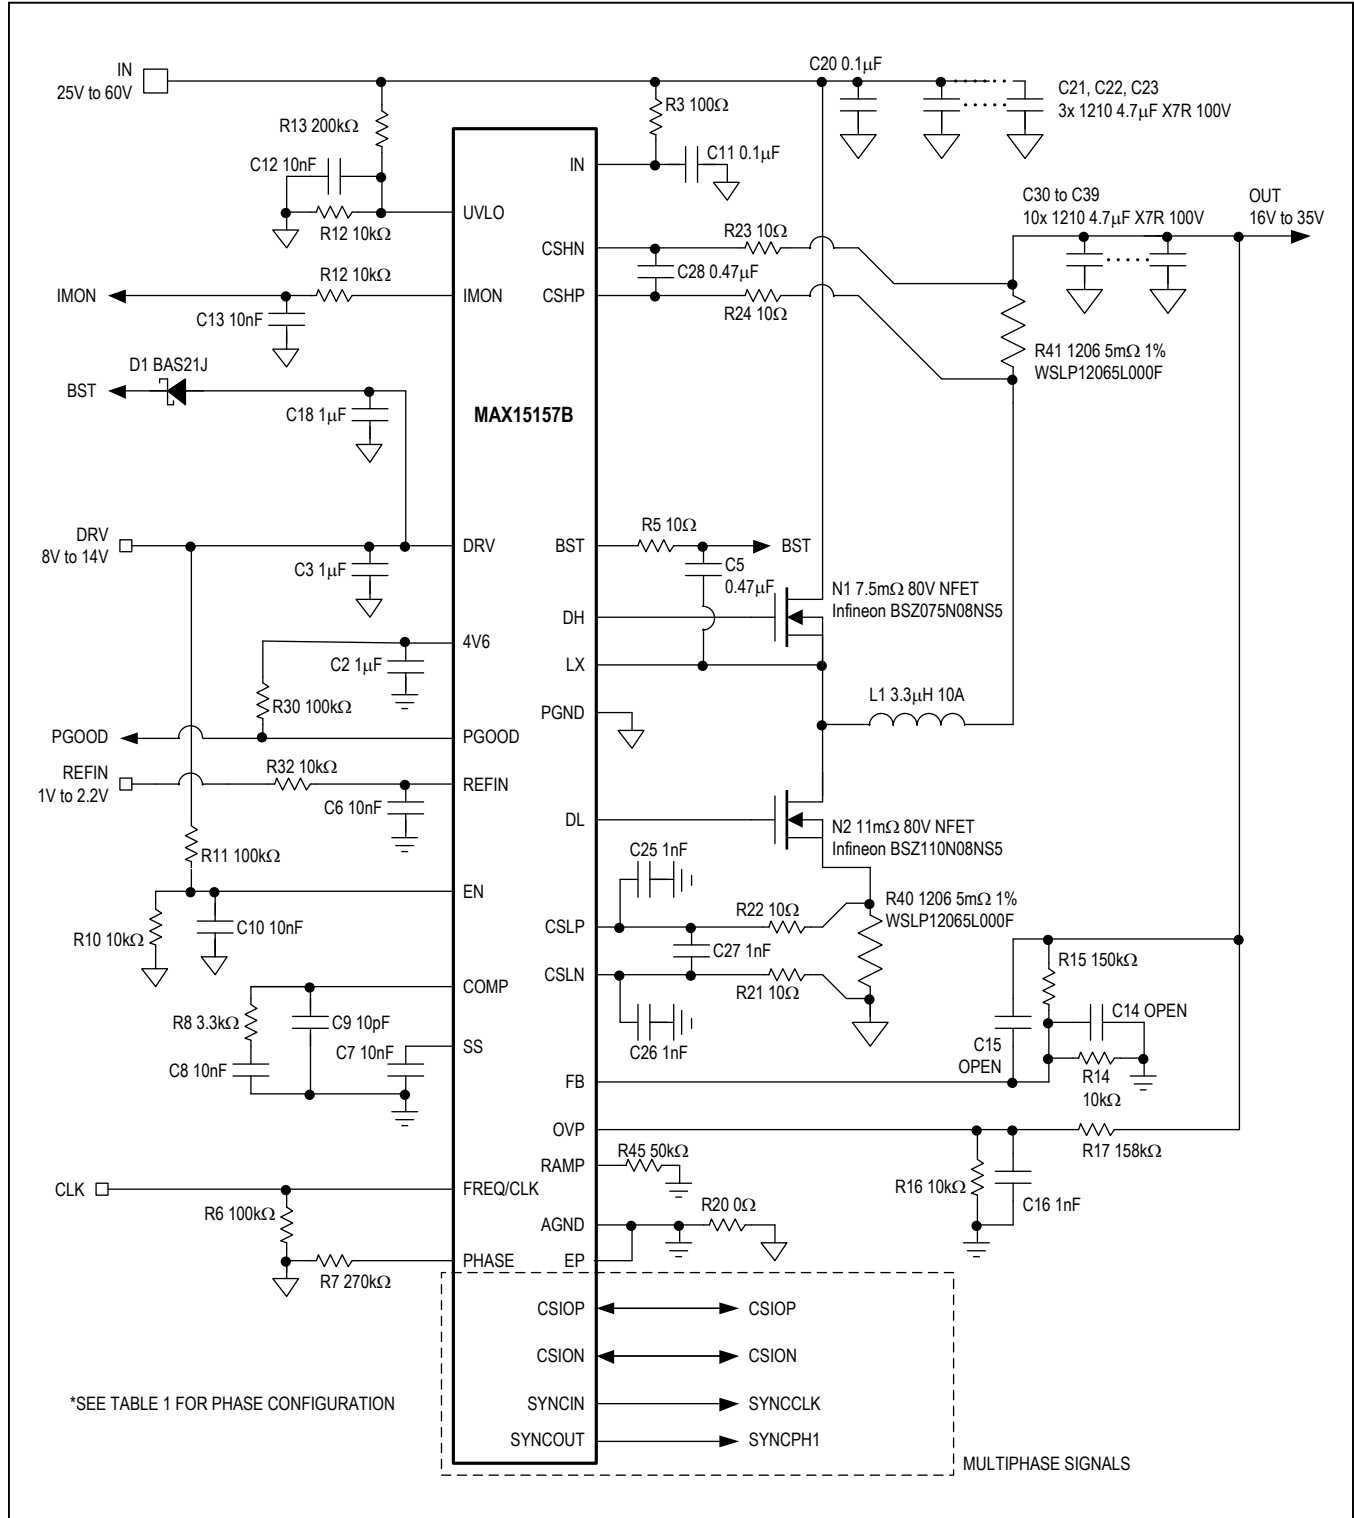 IN
25V to 60V
C20 0.1µF
C21, C22, C23
3x 1210 4.7µF X7R 100V
R13 200kΩ
R3 100Ω
C12 10nF
C11 0.1µF
IN
UVLO
R12 10kΩ
C30 to C39
10x 1210 4.7µF X7R 100V
OUT
16V to 35V
R23 10Ω
CSHN
C28 0.47µF
CSHP
R24 10Ω
IMON
R12 10kΩ
IMON
C13 10nF
R41 1206 5mΩ 1%
WSLP12065L000F
D1 BAS21J
BST
C18 1µF
MAX15157B
DRV
8V to 14V
DRV
C3 1µF
BST
R5 10Ω
BST
C5
0.47µF
N1 7.5mΩ 80V NFET
Infineon BSZ075N08NS5
DH
4V6
C2 1µF
LX
R30 100kΩ
L1 3.3µH 10A
PGND
PGOOD
PGOOD
REFIN
1V to 2.2V
R32 10kΩ
REFIN
C6 10nF
DL
N2 11mΩ 80V NFET
Infineon BSZ110N08NS5
R11 100kΩ
C25 1nF
EN
R40 1206 5mΩ 1%
WSLP12065L000F
R22 10Ω
CSLP
R10 10kΩ
C10 10nF
C27 1nF
CSLN
R21 10Ω
R15 150kΩ
COMP
R8 3.3kΩ
C9 10pF
C14 OPEN
C7 10nF
SS
C26 1nF
C15
OPEN
C8 10nF
FB
R14
10kΩ
OVP
R17 158kΩ
R45 50kΩ
RAMP
R16 10kΩ
C16 1nF
CLK
FREQ/CLK
R6 100kΩ
R20 0Ω
AGND
PHASE
EP
R7 270kΩ
CSIOP
CSIOP
CSION
CSION
*SEE TABLE 1 FOR PHASE CONFIGURATION
SYNCIN
SYNCCLK
SYNCOUT
SYNCPH1
MULTIPHASE SIGNALS